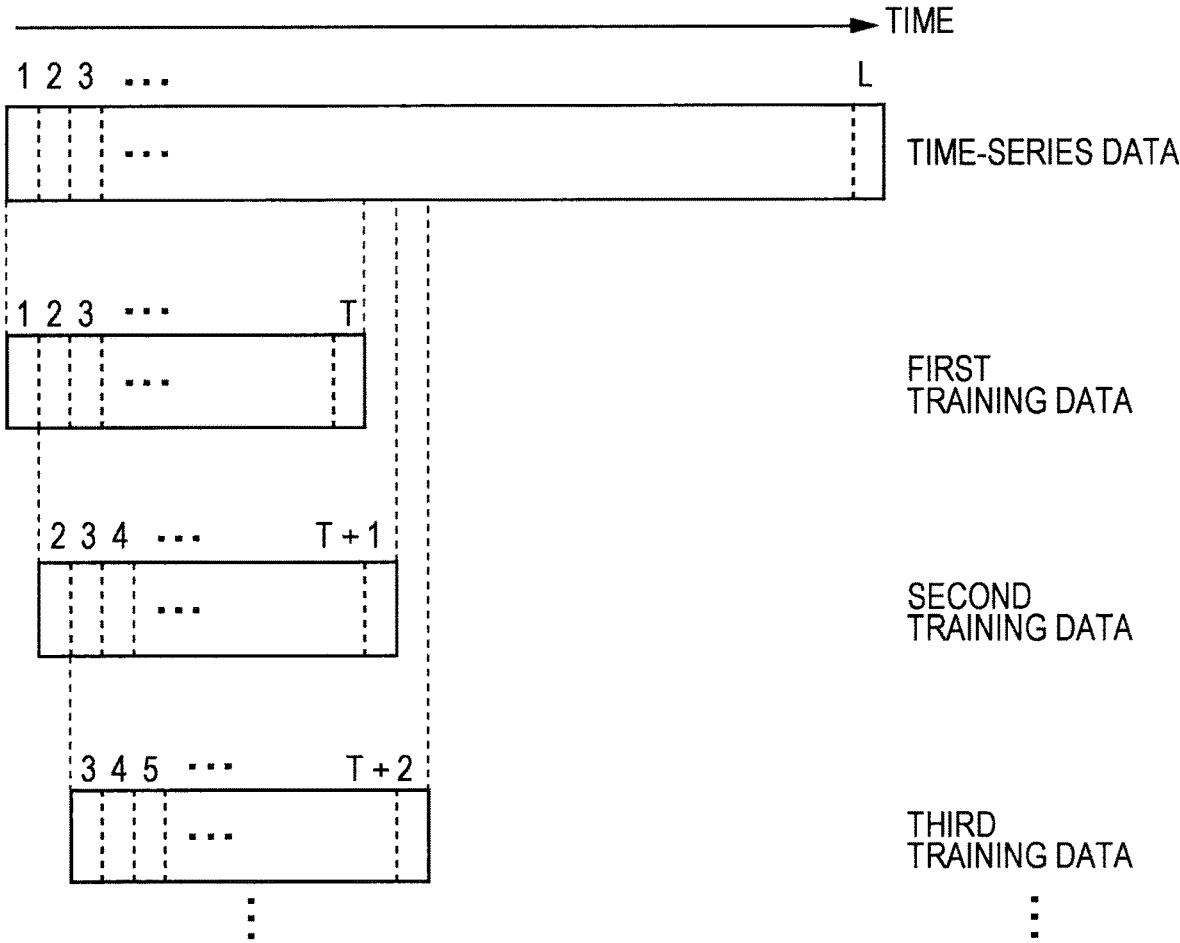 TIME
1 2 3 ... L
... TIME-SERIES DATA
1 2 3 ... T
... FIRST
TRAINING DATA
2 3 4 ... T + 1
... SECOND
TRAINING DATA
3 4 5 ... T + 2
... THIRD
TRAINING DATA